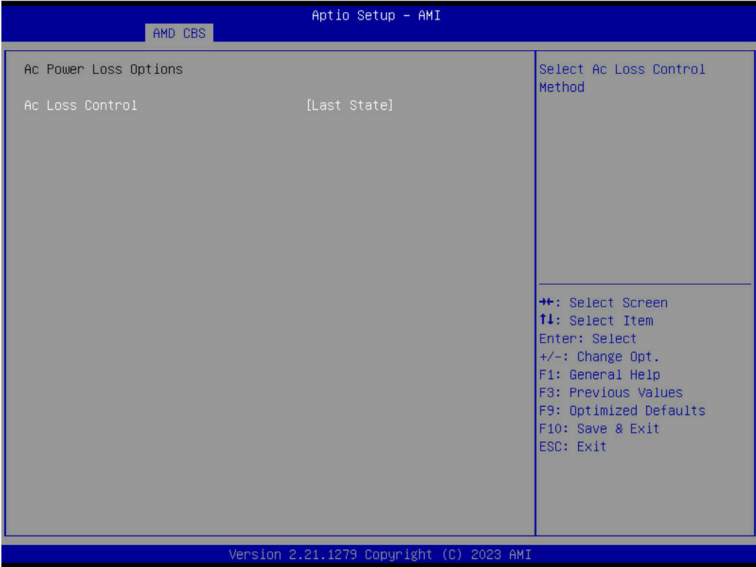 Aptio Setup – AMI
AMD CBS
Ac Power Loss Options
Ac Loss Control [Last State]
Select Ac Loss Control
Method
→←: Select Screen
↑↓: Select Item
Enter: Select
+/-: Change Opt.
F1: General Help
F3: Previous Values
F9: Optimized Defaults
F10: Save & Exit
ESC: Exit
Version 2.21.1279 Copyright (C) 2023 AMI